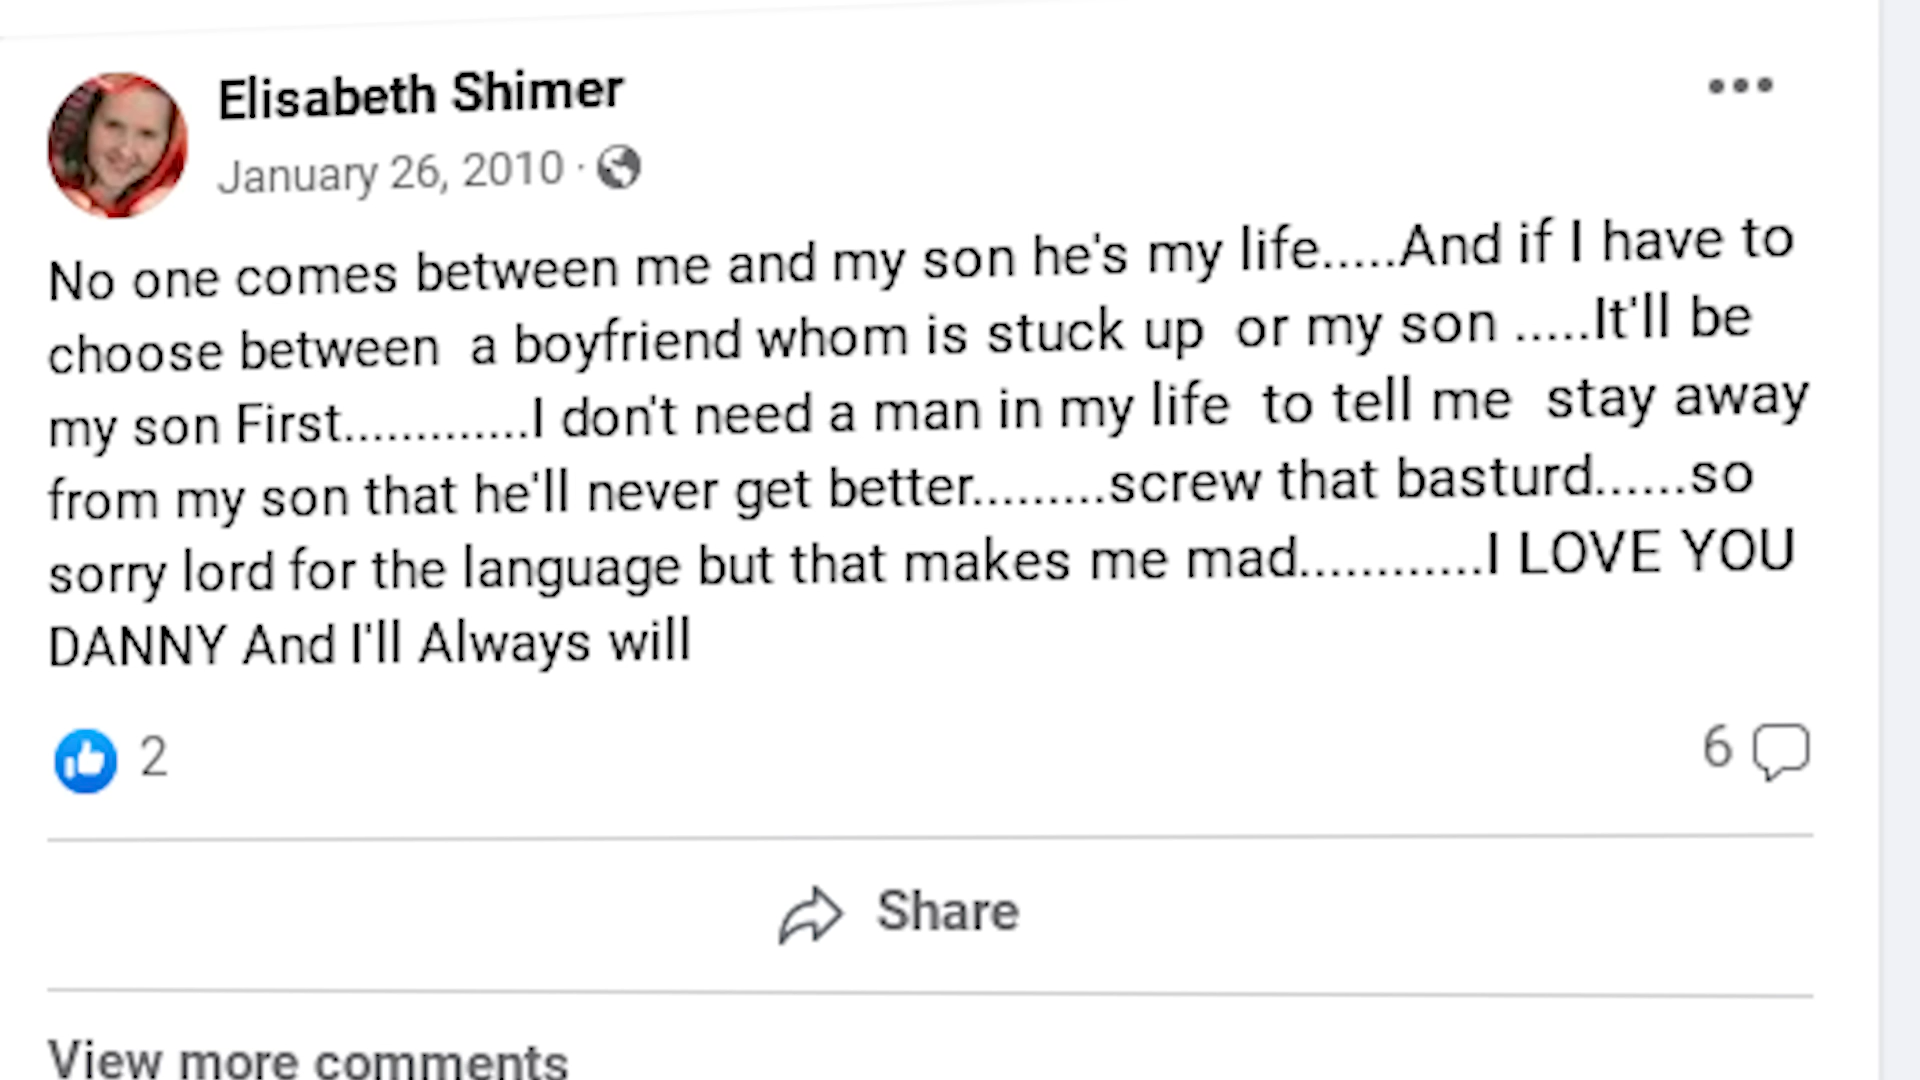 Elisabeth Shimer
January 26, 2010 ·
No one comes between me and my son he's my life.....And if I have to
choose between  a boyfriend whom is stuck up  or my son .....It'll be
my son First.............I don't need a man in my life  to tell me  stay away
from my son that he'll never get better.........screw that basturd......so
sorry lord for the language but that makes me mad............I LOVE YOU
DANNY And I'll Always will
2
6
Share
View more comments